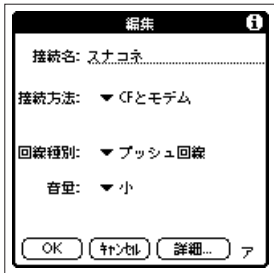 編集
接続名: スナコネ
接続方法: ▼ CFとモデム
回線種別: ▼ プッシュ回線
音量: ▼ 小
OK キャンセル 詳細... ア